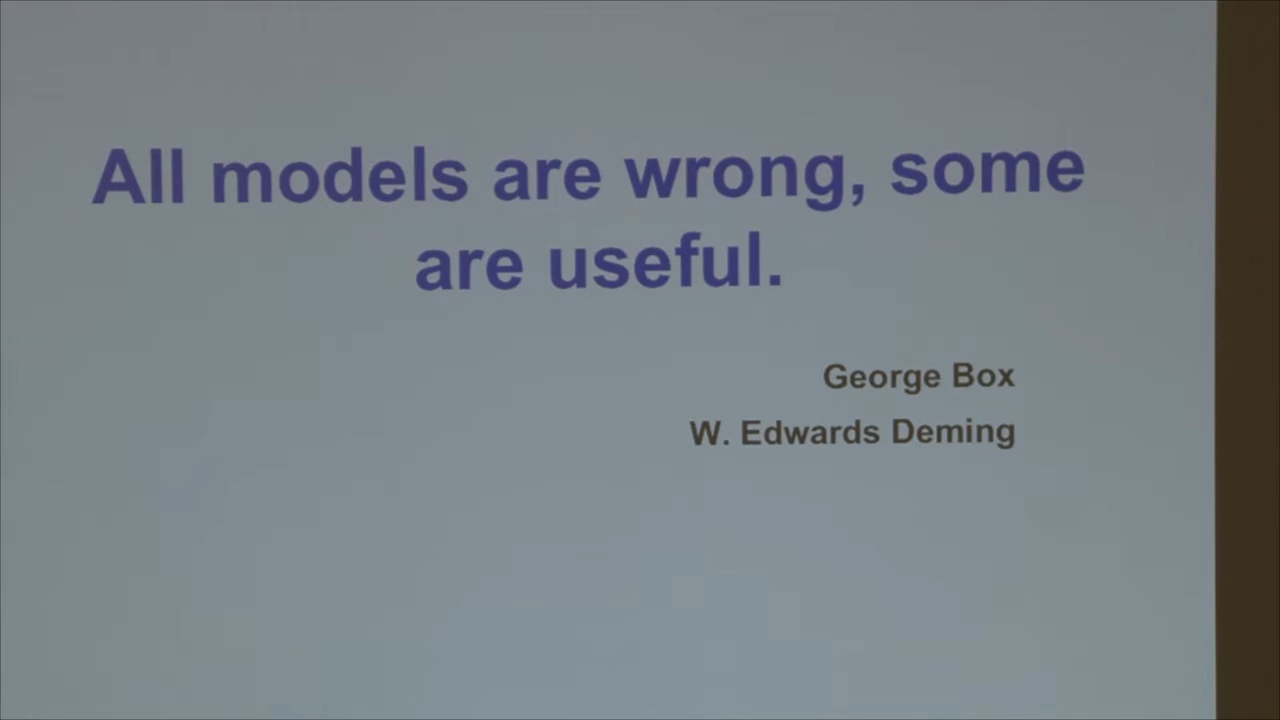 All models are wrong, some
are useful.
George Box
W. Edwards Deming